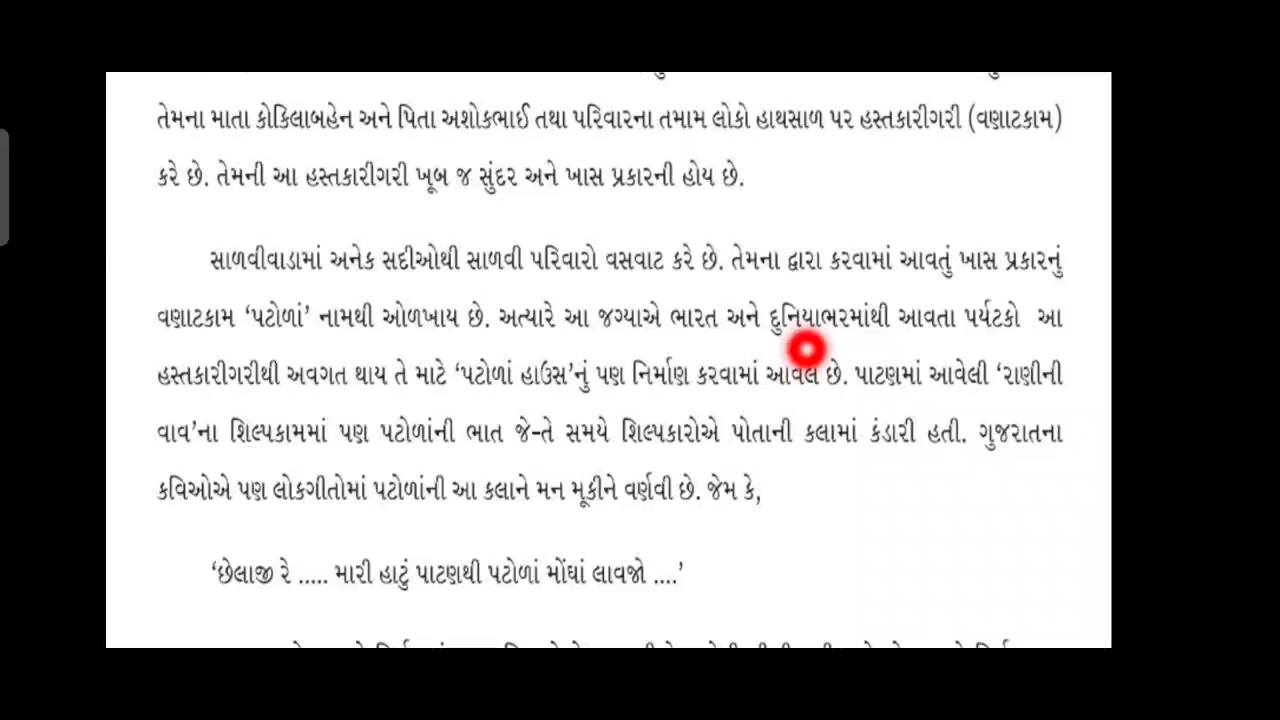 તેમના માતા કોકિલાબહેન અને પિતા અશોકભાઈ તથા પરિવારના તમામ લોકો હાથસાળ પર હસ્તકારીગરી (વણાટકામ)
કરે છે. તેમની આ હસ્તકારીગરી ખૂબ જ સુંદર અને ખાસ પ્રકારની હોય છે.
સાળવીવાડામાં અનેક સદીઓથી સાળવી પરિવારો વસવાટ કરે છે. તેમના દ્વારા કરવામાં આવતું ખાસ પ્રકારનું
વણાટકામ ‘પટોળાં’ નામથી ઓળખાય છે. અત્યારે આ જગ્યાએ ભારત અને દુનિયાભરમાંથી આવતા પર્યટકો આ
હસ્તકારીગરીથી અવગત થાય તે માટે ‘પટોળાં હાઉસ’નું પણ નિર્માણ કરવામાં આવેલ છે. પાટણમાં આવેલી ‘રાણીની
વાવ’ના શિલ્પકામમાં પણ પટોળાંની ભાત જે-તે સમયે શિલ્પકારોએ પોતાની કલામાં કંડારી હતી. ગુજરાતના
કવિઓએ પણ લોકગીતોમાં પટોળાંની આ કલાને મન મૂકીને વર્ણવી છે. જેમ કે,
‘છેલાજી રે ..... મારી હાટું પાટણથી પટોળાં મોંઘાં લાવજો ....’